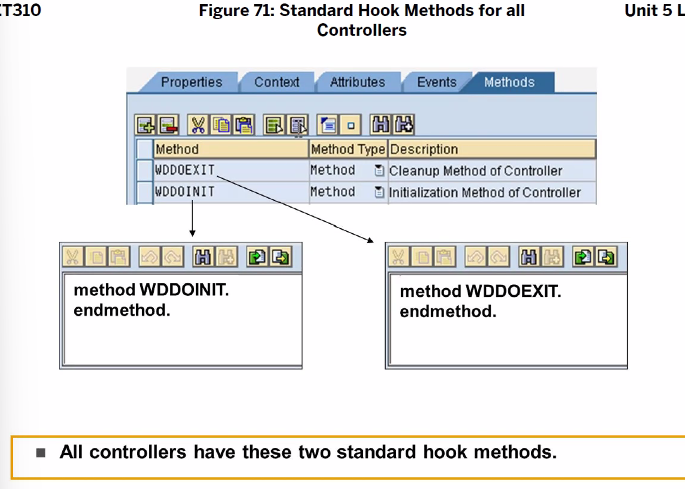 Figure 71: Standard Hook Methods for all
Controllers
Unit 5 L
Properties Context Attributes Events Methods
Method Method Type Description
WDDOEXIT Method Cleanup Method of Controller
WDDOINIT Method Initialization Method of Controller
method WDDOINIT.
endmethod.
method WDDOEXIT.
endmethod.
All controllers have these two standard hook methods.